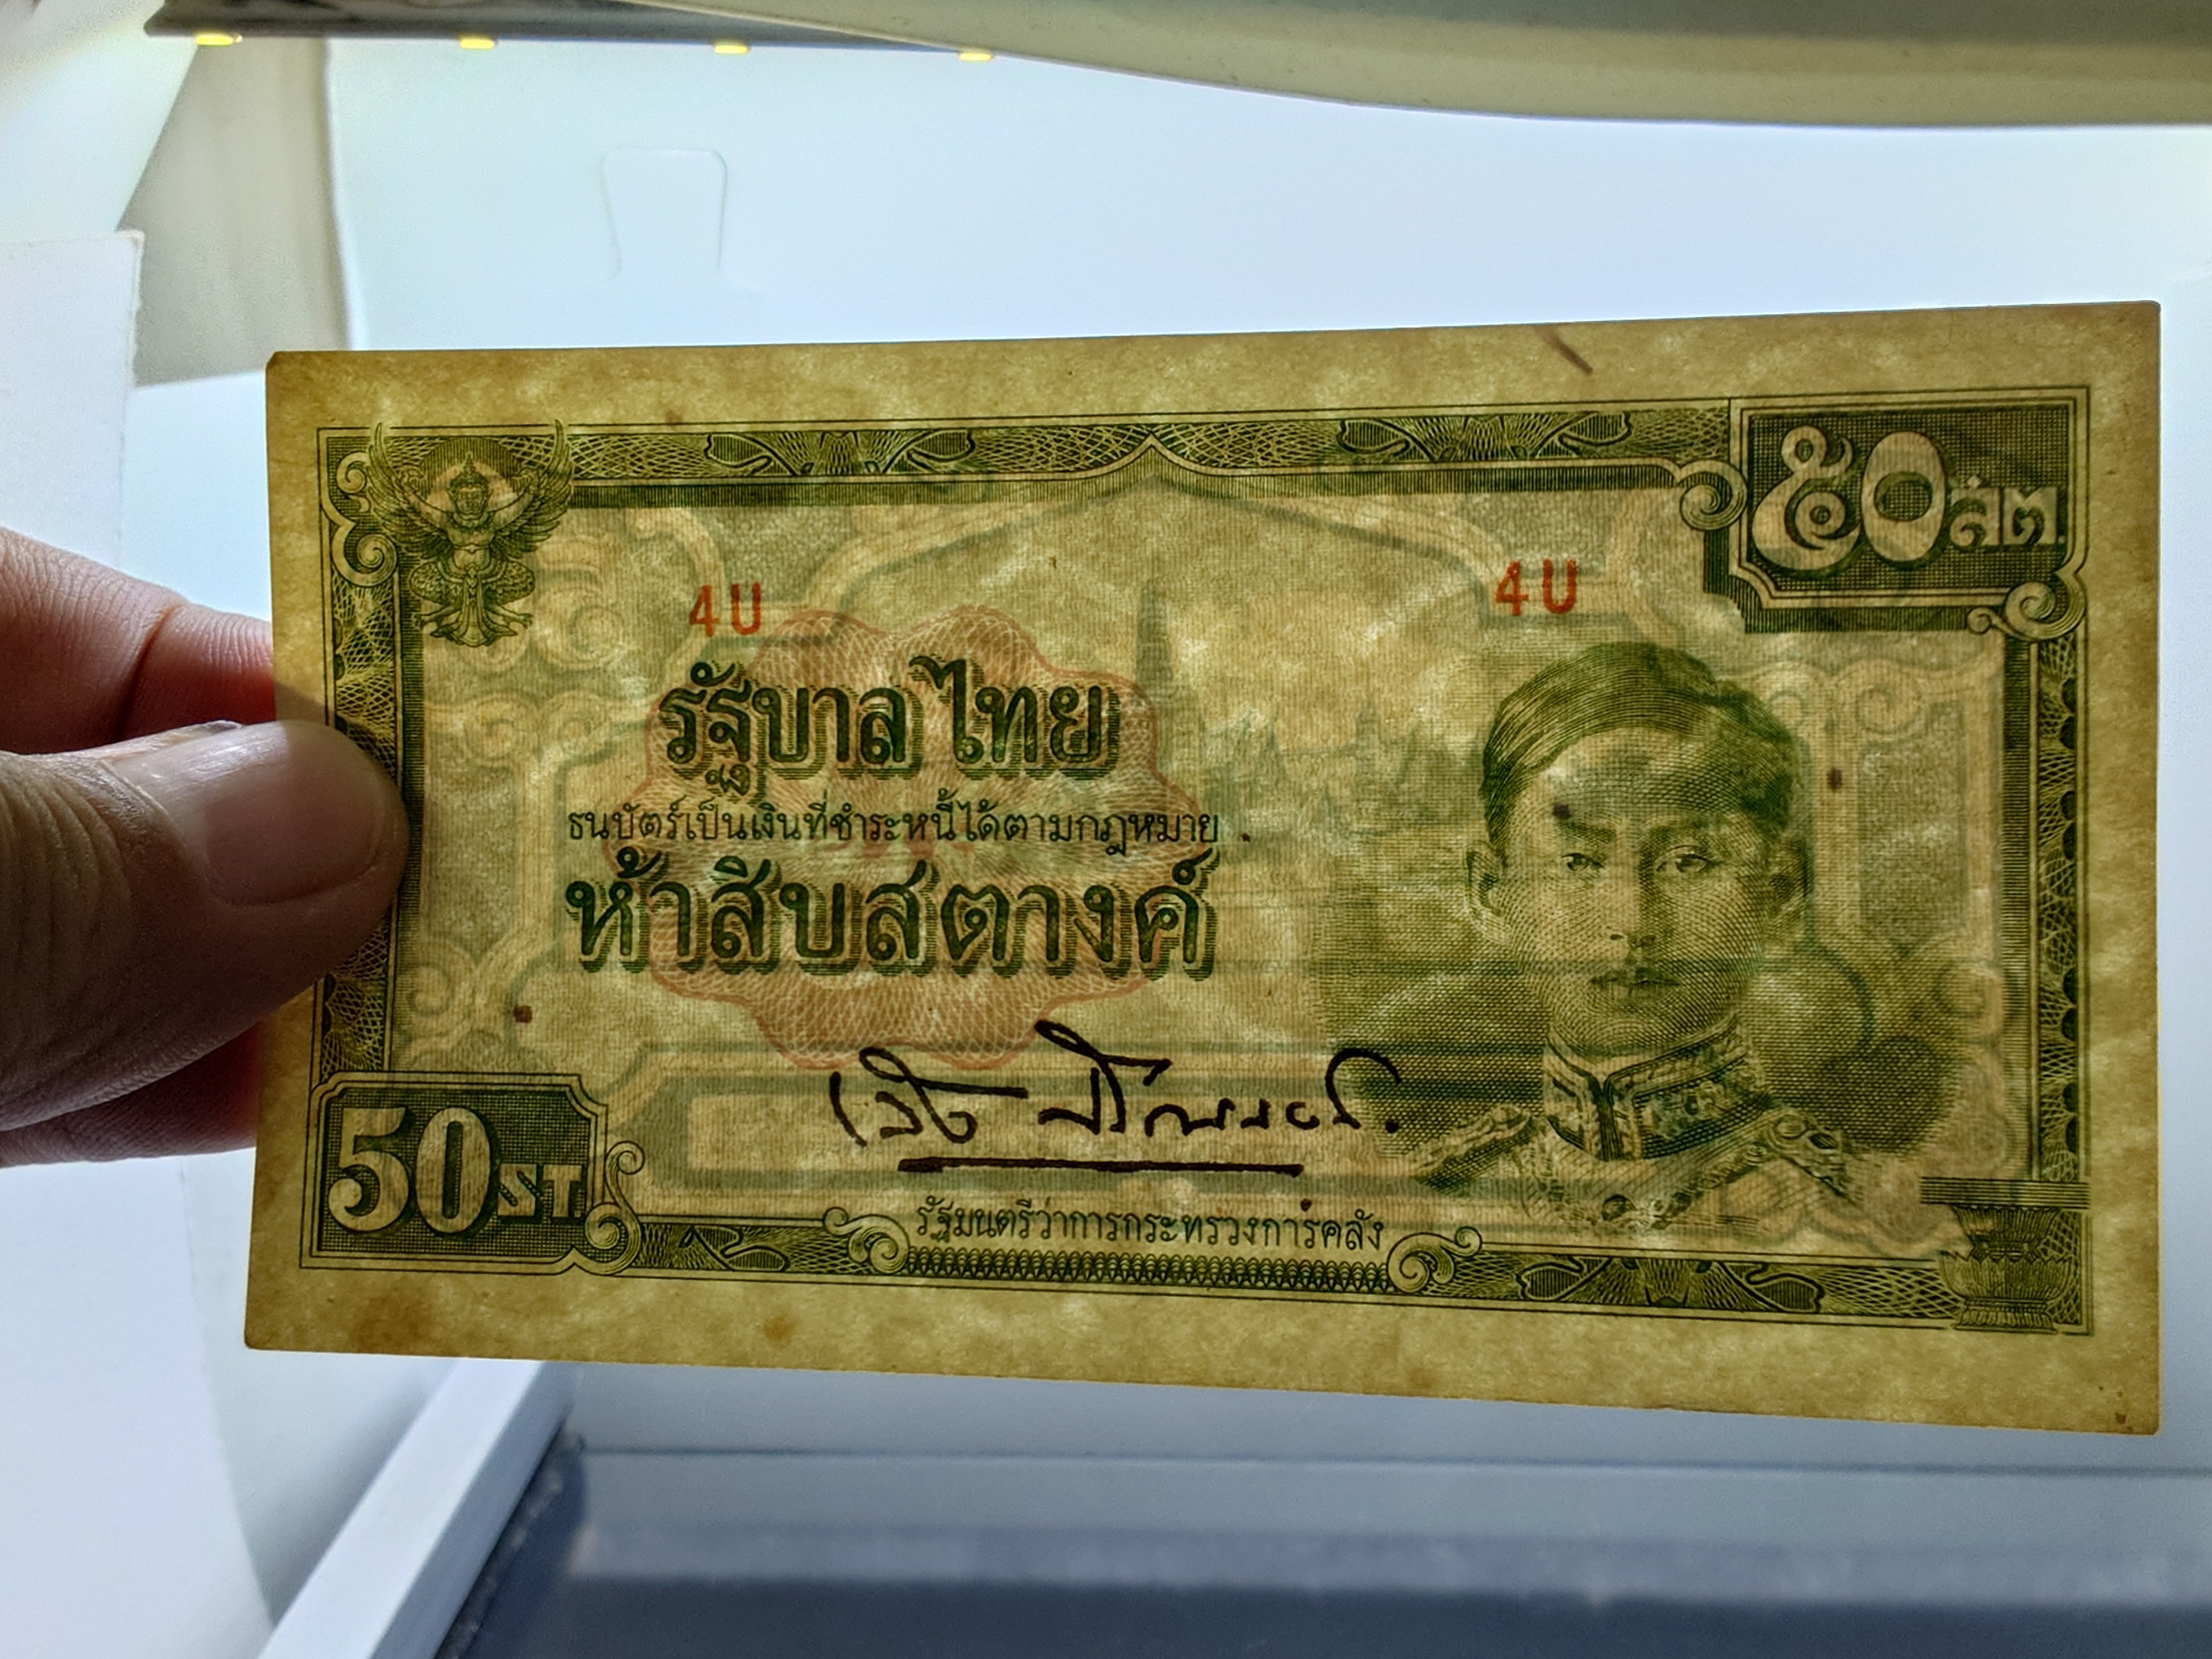 ๕๐ สต.
4U 4U
รัฐบาลไทย
ธนบัตร์เป็นเงินที่ชำระหนี้ได้ตามกฎหมาย
ห้าสิบสตางค์
50 ST.
รัฐมนตรีว่าการกระทรวงการคลัง